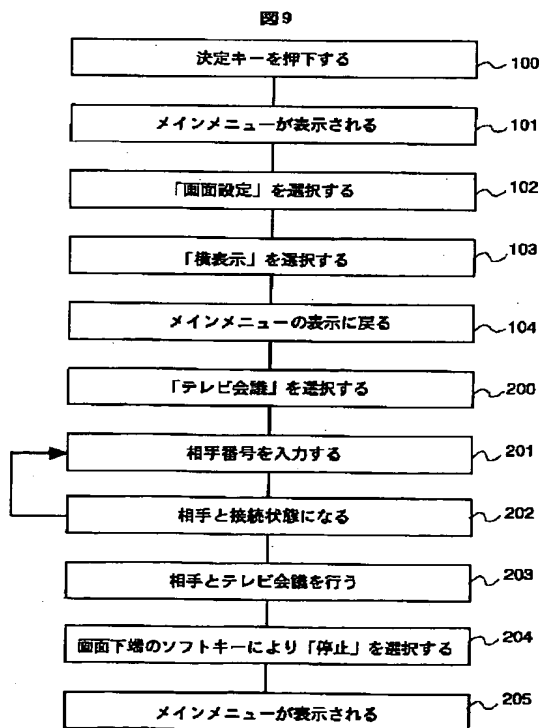 図9
決定キーを押下する
100
メインメニューが表示される
101
「画面設定」を選択する
102
「横表示」を選択する
103
メインメニューの表示に戻る
104
「テレビ会議」を選択する
200
相手番号を入力する
201
相手と接続状態になる
202
相手とテレビ会議を行う
203
画面下端のソフトキーにより「停止」を選択する
204
メインメニューが表示される
205